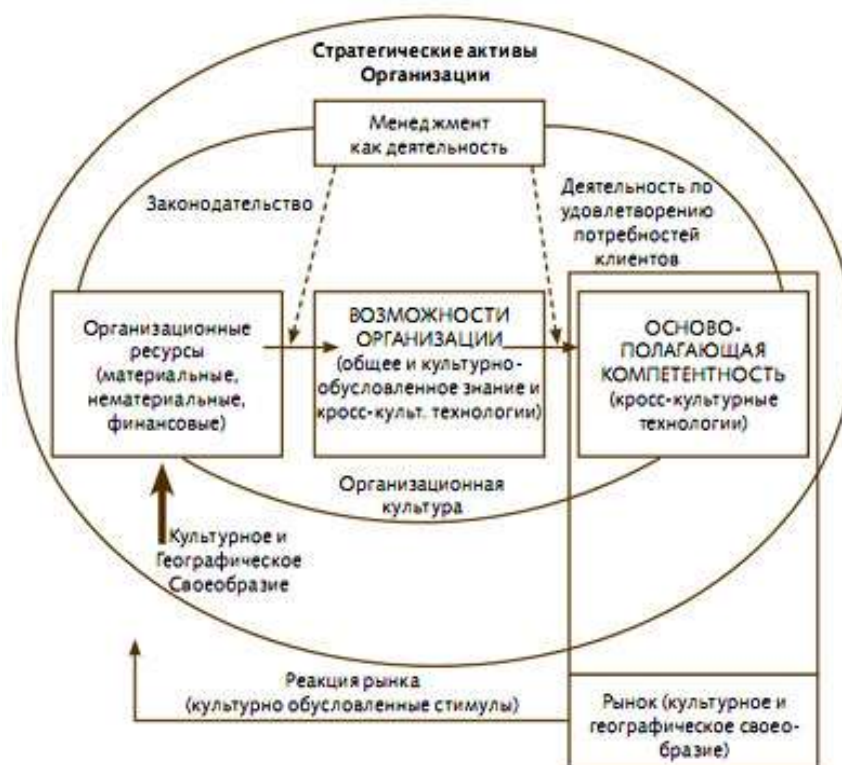 Стратегические активы
Организации
Менеджмент
как деятельность
Законодательство
Деятельность по
удовлетворению
потребностей
клиентов
Организационные
ресурсы
(материальные,
нематериальные,
финансовые)
ВОЗМОЖНОСТИ
ОРГАНИЗАЦИИ
(общее и культурно-
обусловленное знание и
кросс-культ. технологии)
ОСНОВО-
ПОЛАГАЮЩАЯ
КОМПЕТЕНТНОСТЬ
(кросс-культурные
технологии)
Организационная
культура
Культурное и
Географическое
Своеобразие
Реакция рынка
(культурно обусловленные стимулы)
Рынок (культурное и
географическое своео-
бразие)